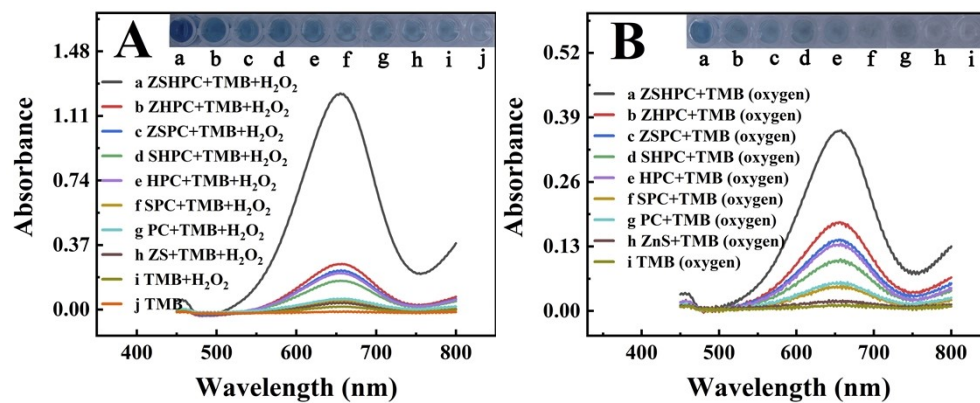 A
a b c d e f g h i j
1.48
1.11
0.74
0.37
0.00
Absorbance
a ZSHPC+TMB+H₂O₂
b ZHPC+TMB+H₂O₂
c ZSPC+TMB+H₂O₂
d SHPC+TMB+H₂O₂
e HPC+TMB+H₂O₂
f SPC+TMB+H₂O₂
g PC+TMB+H₂O₂
h ZS+TMB+H₂O₂
i TMB+H₂O₂
j TMB
400 500 600 700 800
Wavelength (nm)
B
a b c d e f g h i
0.52
0.39
0.26
0.13
0.00
Absorbance
a ZSHPC+TMB (oxygen)
b ZHPC+TMB (oxygen)
c ZSPC+TMB (oxygen)
d SHPC+TMB (oxygen)
e HPC+TMB (oxygen)
f SPC+TMB (oxygen)
g PC+TMB (oxygen)
h ZnS+TMB (oxygen)
i TMB (oxygen)
400 500 600 700 800
Wavelength (nm)